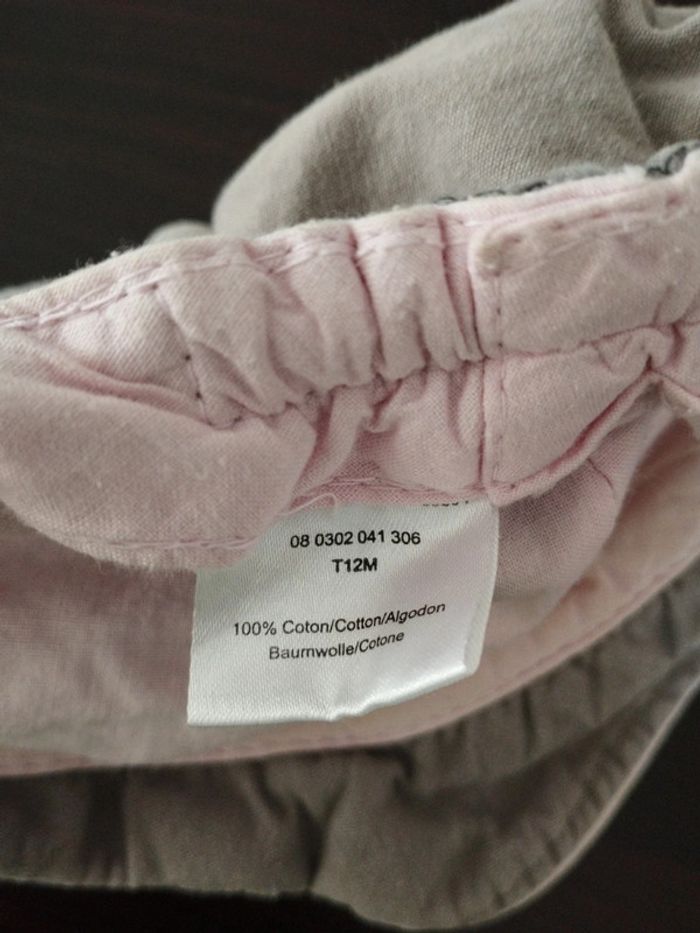 08 0302 041 306
T12M
100% Coton/Cotton/Algodon
Baumwolle/Cotone